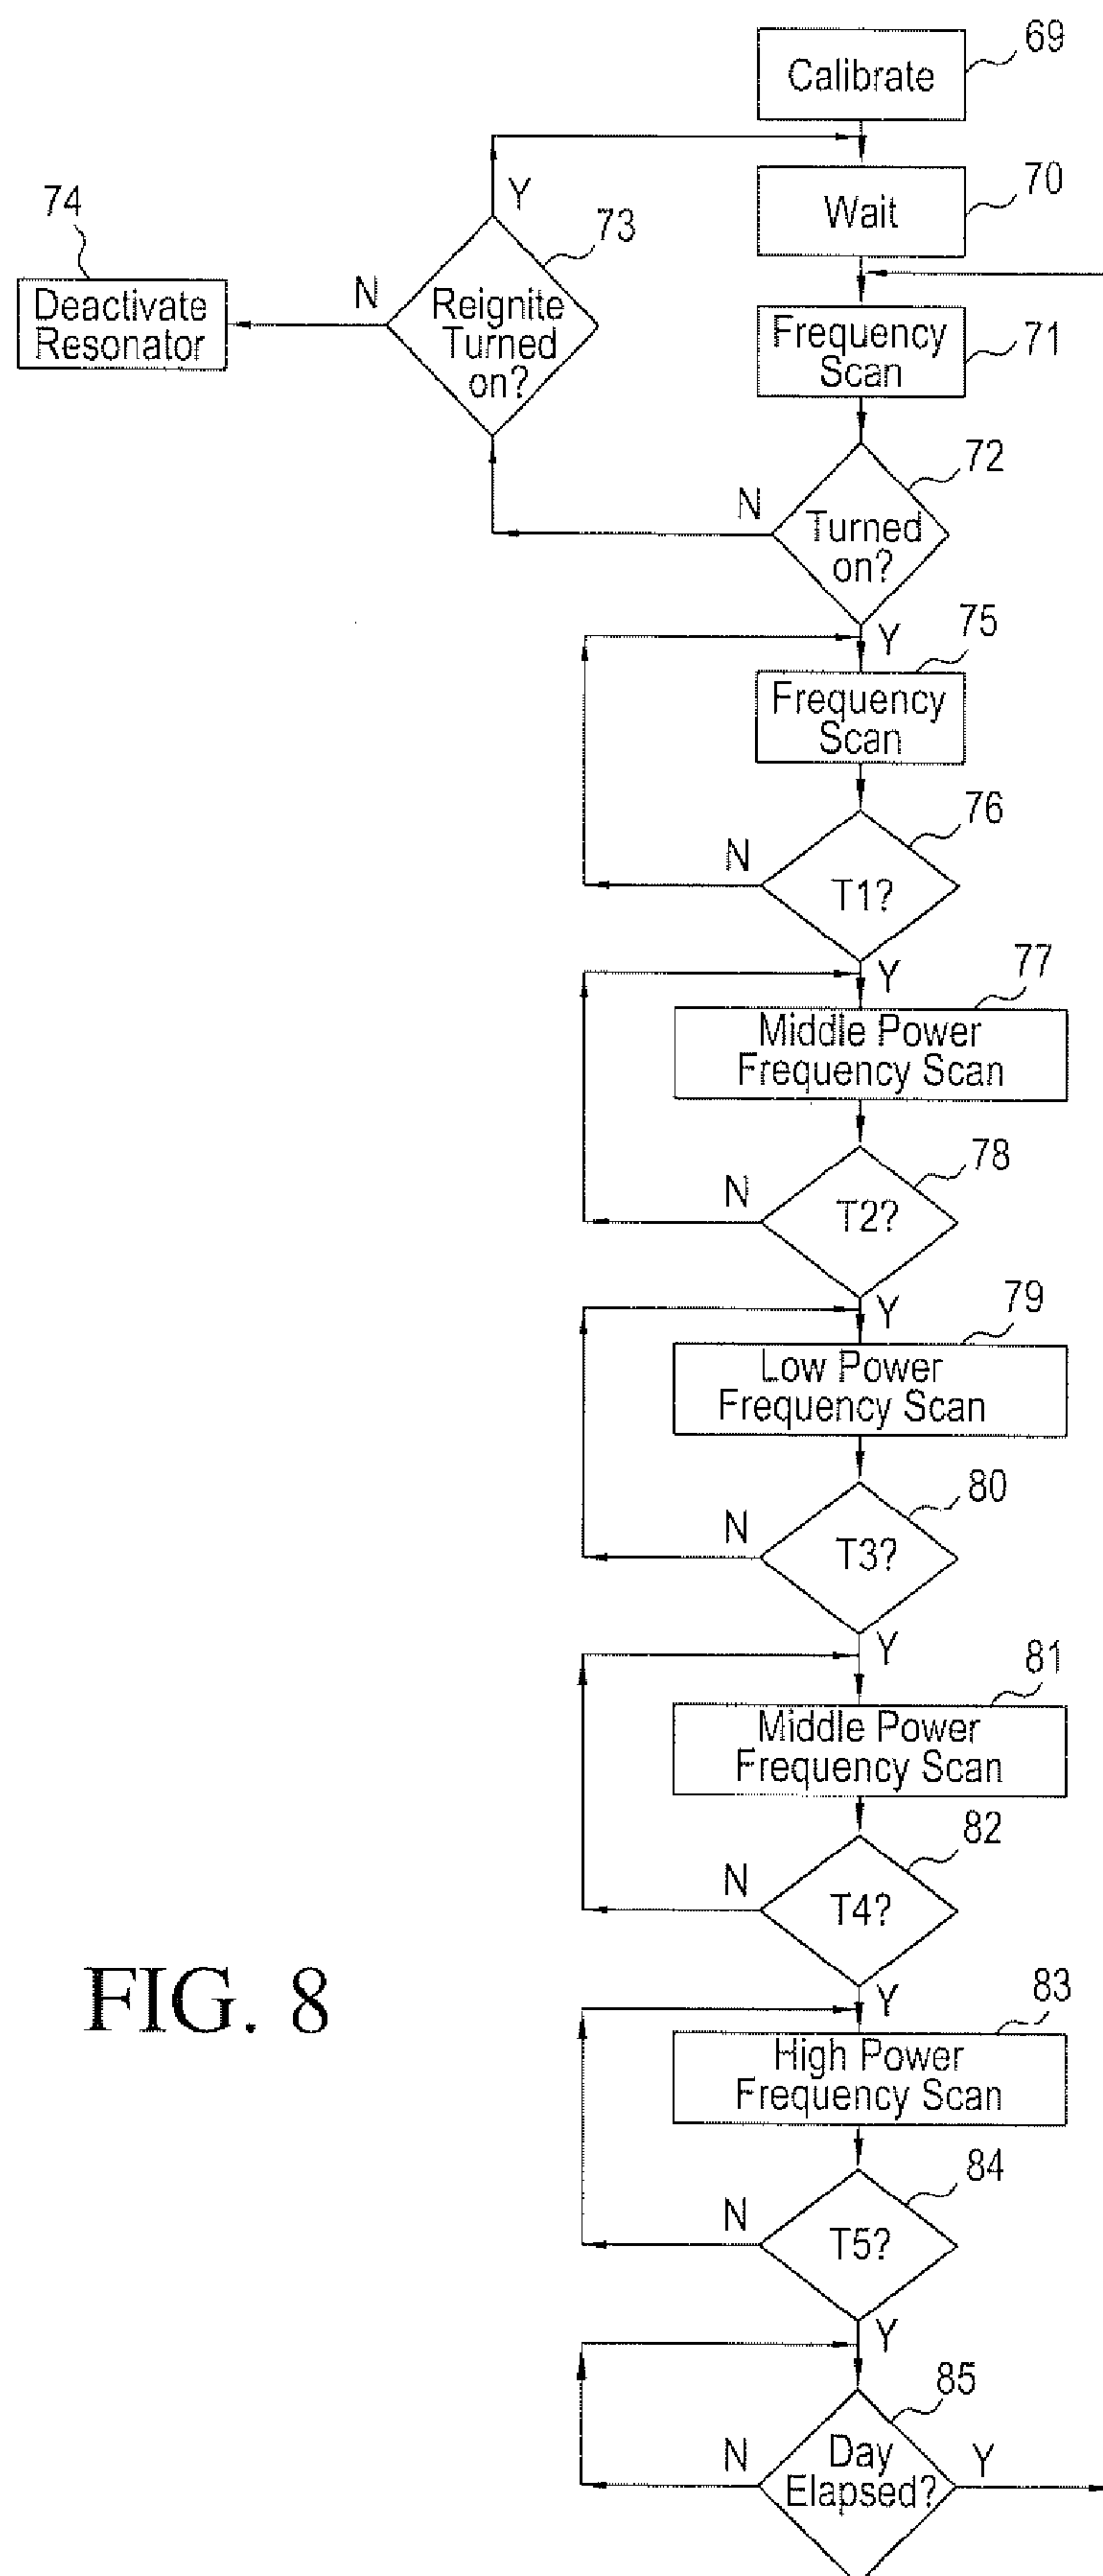 69
Calibrate
70
Wait
74
Y
73
Deactivate
Resonator
N
Reignite
Turned
on?
Frequency
Scan
71
72
N
Turned
on?
Y
75
Frequency
Scan
76
N
T1?
Y
77
Middle Power
Frequency Scan
78
N
T2?
Y
79
Low Power
Frequency Scan
80
N
T3?
Y
81
Middle Power
Frequency Scan
82
N
T4?
Y
83
High Power
Frequency Scan
84
N
T5?
Y
85
N
Day
Elapsed?
Y
FIG. 8